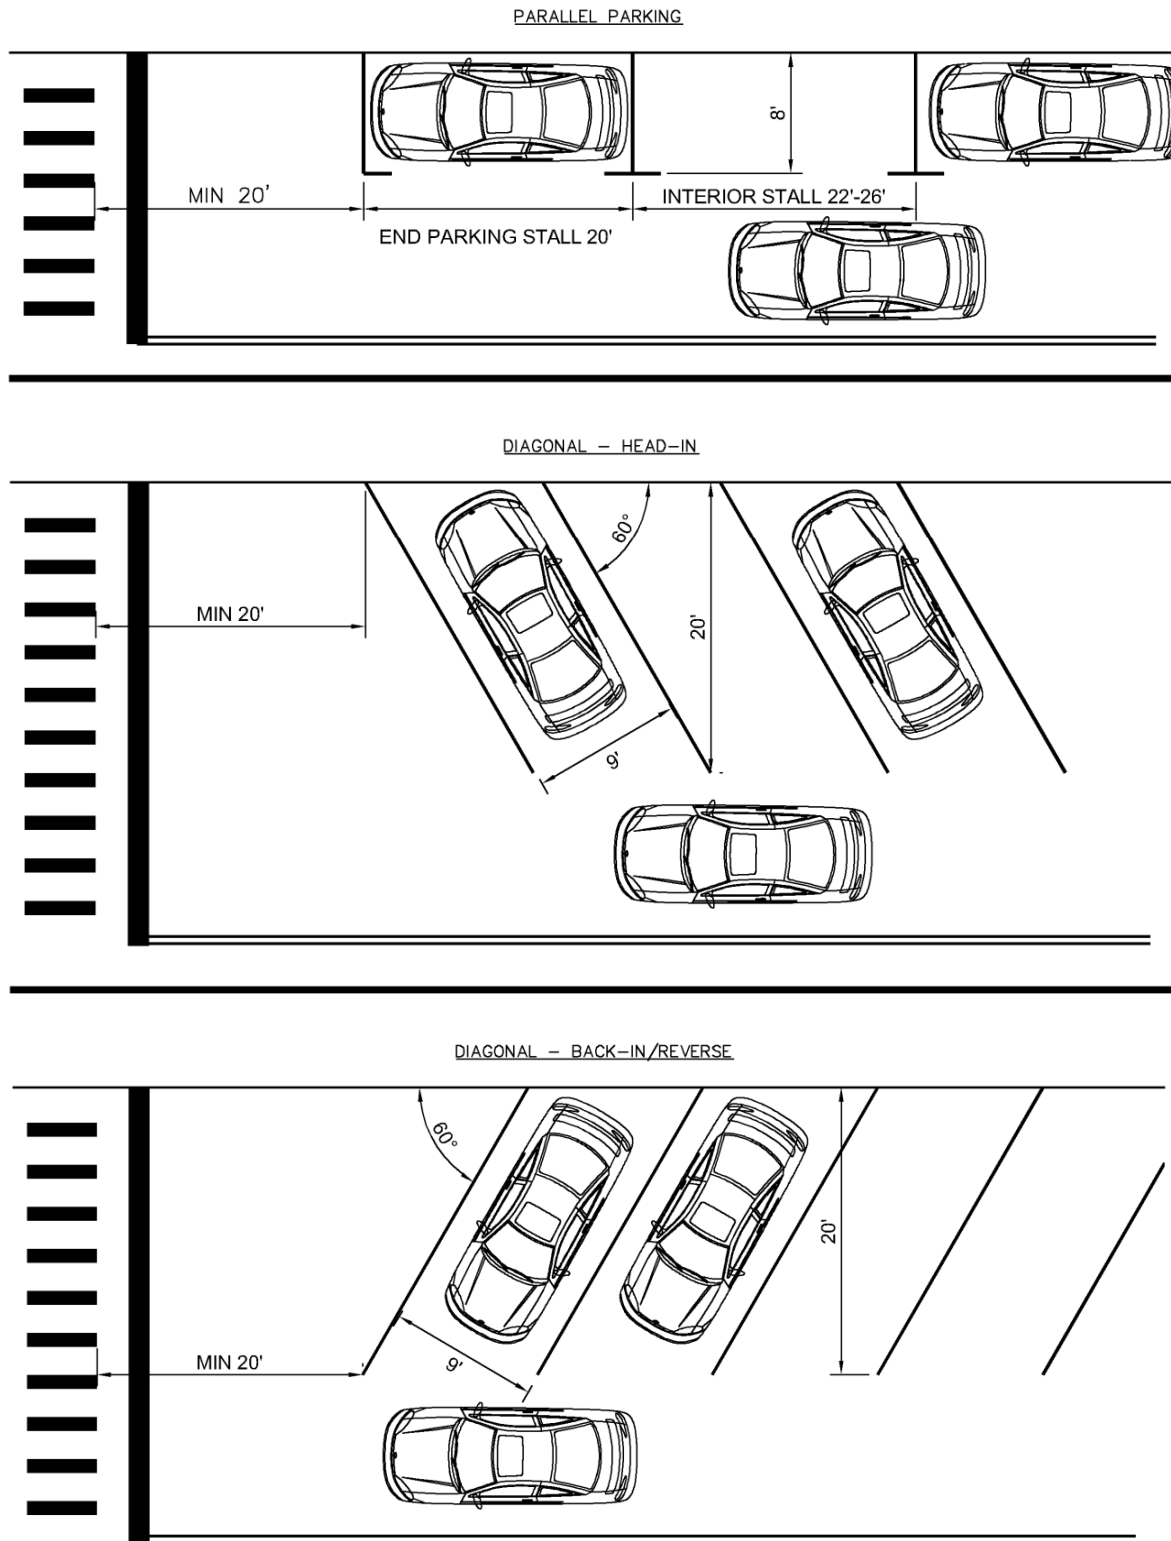 PARALLEL PARKING
8'
MIN 20'
INTERIOR STALL 22'-26'
END PARKING STALL 20'
DIAGONAL - HEAD-IN
60°
MIN 20'
20'
9'
DIAGONAL - BACK-IN/REVERSE
60°
20'
MIN 20'
9'